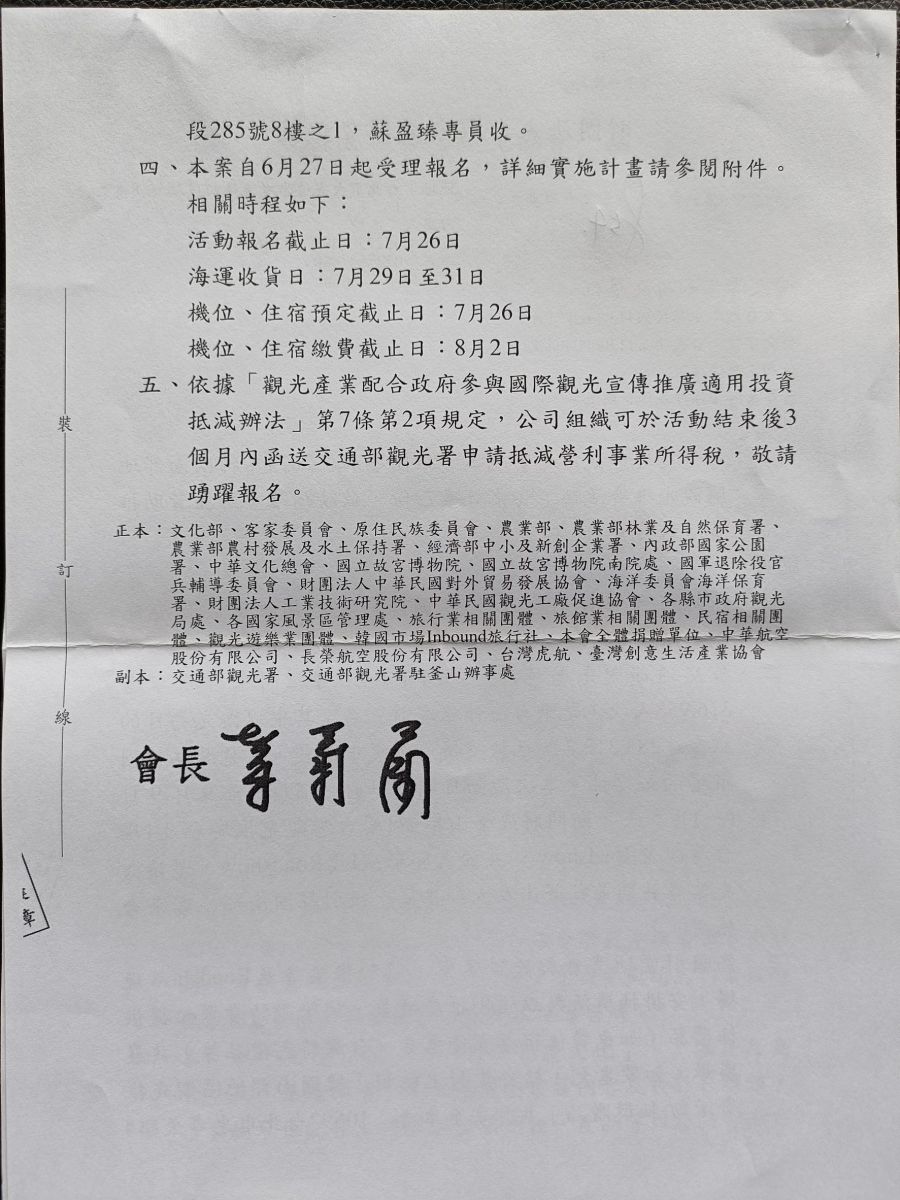 段285號8樓之1，蘇盈臻專員收。
四、本案自6月27日起受理報名，詳細實施計畫請參閱附件。
相關時程如下：
活動報名截止日：7月26日
海運收貨日：7月29日至31日
機位、住宿預定截止日：7月26日
機位、住宿繳費截止日：8月2日
五、依據「觀光產業配合政府參與國際觀光宣傳推廣適用投資
抵減辦法」第7條第2項規定，公司組織可於活動結束後3
個月內函送交通部觀光署申請抵減營利事業所得稅，敬請
踴躍報名。
正本：文化部、客家委員會、原住民族委員會、農業部、農業部林業及自然保育署、
農業部農村發展及水土保持署、經濟部中小及新創企業署、內政部國家公園
署、中華文化總會、國立故宮博物院、國立故宮博物院南院處、國軍退除役官
兵輔導委員會、財團法人中華民國對外貿易發展協會、海洋委員會海洋保育
署、財團法人工業技術研究院、中華民國觀光工廠促進協會、各縣市政府觀光
局處、各國家風景區管理處、旅行業相關團體、旅館業相關團體、民宿相關團
體、觀光遊樂業團體、韓國市場Inbound旅行社、本會全體捐贈單位、中華航空
股份有限公司、長榮航空股份有限公司、台灣虎航、臺灣創意生活產業協會
副本：交通部觀光署、交通部觀光署駐釜山辦事處
會長
裝
訂
線
章